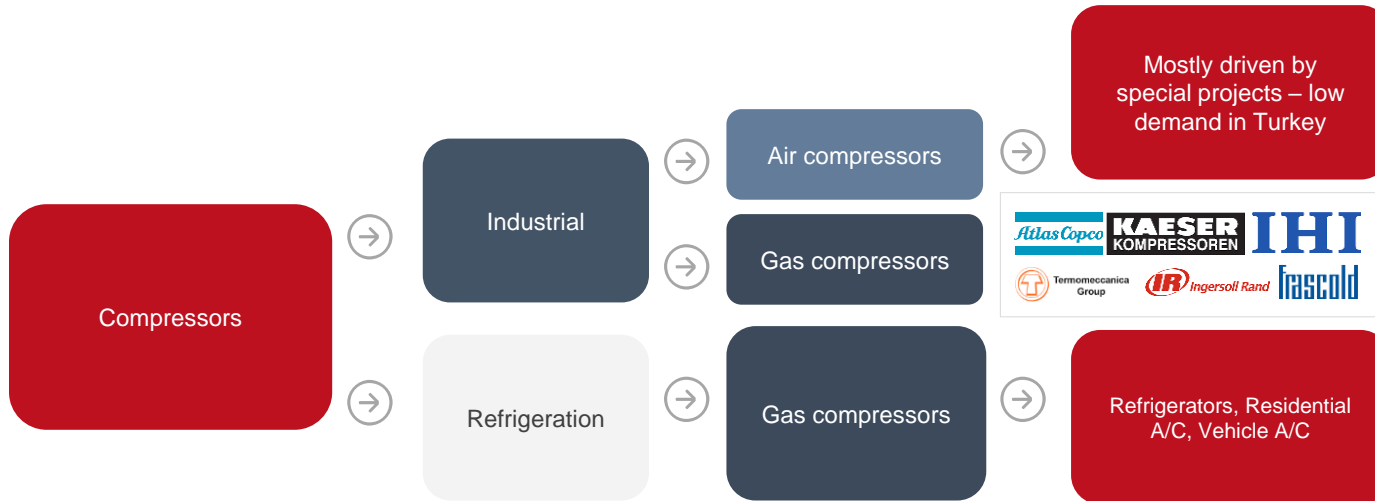 Mostly driven by
special projects – low
demand in Turkey
Air compressors
Industrial
Gas compressors
Compressors
Atlas Copco
KAESER
KOMPRESSOREN
IHI
Termomeccanica
Group
IR Ingersoll Rand
frascold
Refrigeration
Gas compressors
Refrigerators, Residential
A/C, Vehicle A/C